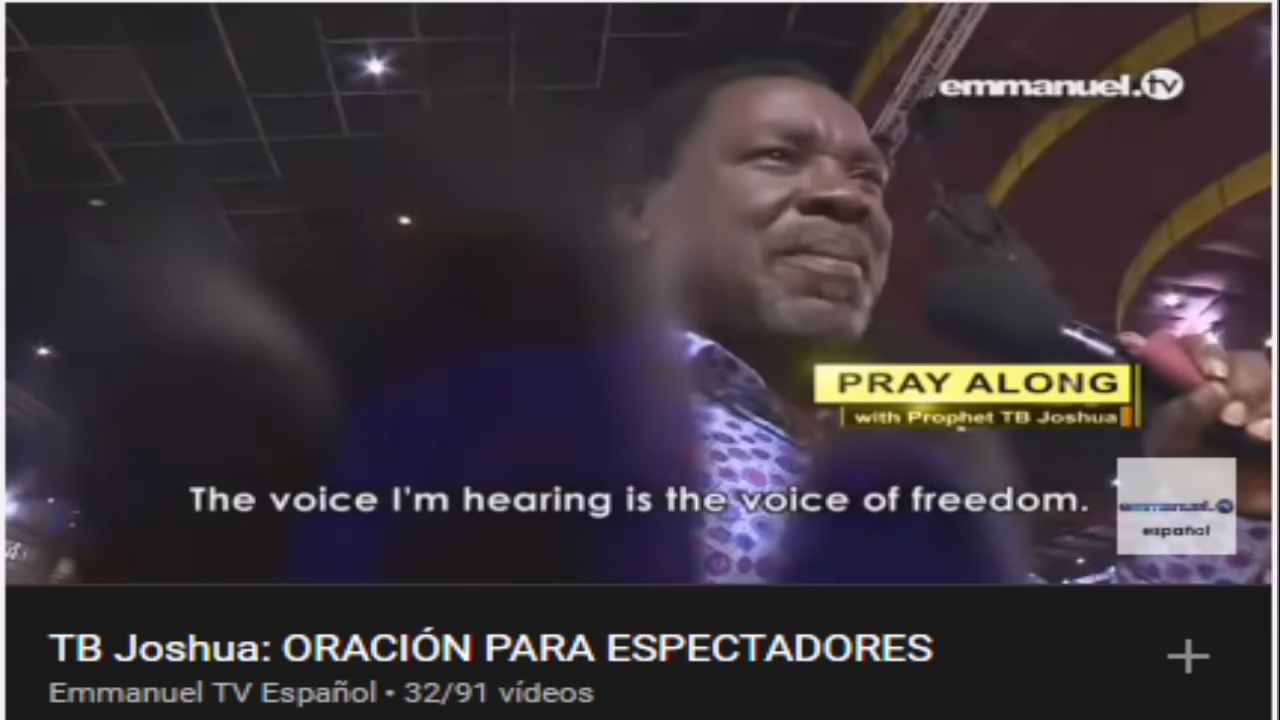 emmanuel.tv
PRAY ALONG
with Prophet TB Joshua
The voice I'm hearing is the voice of freedom.
emmanuel.tv
español
TB Joshua: ORACIÓN PARA ESPECTADORES
Emmanuel TV Español • 32/91 vídeos